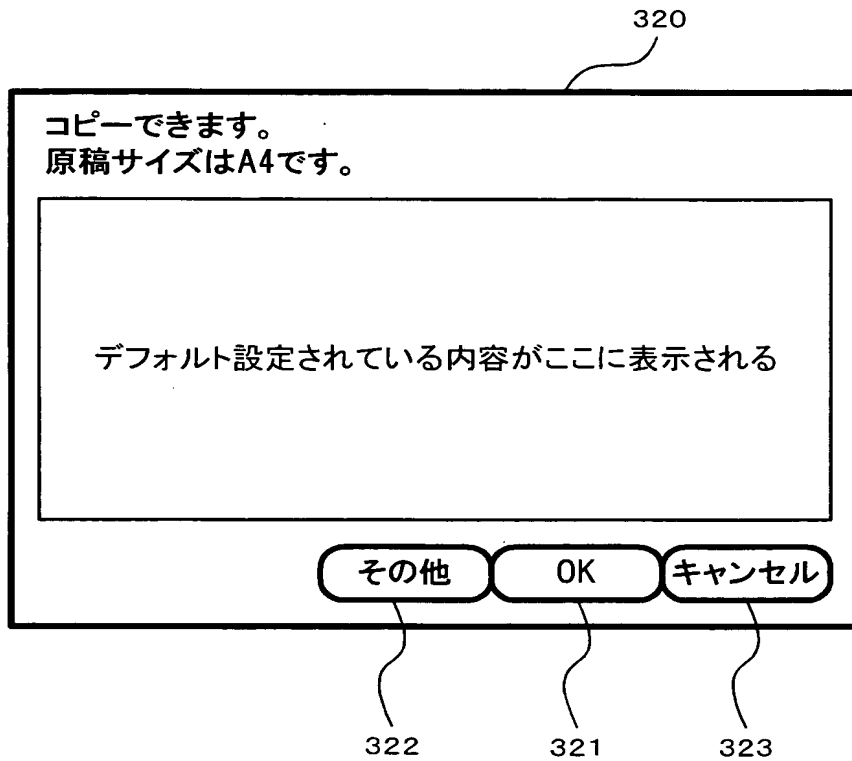 320
コピーできます。
原稿サイズはA4です。
デフォルト設定されている内容がここに表示される
その他 OK キャンセル
322 321 323